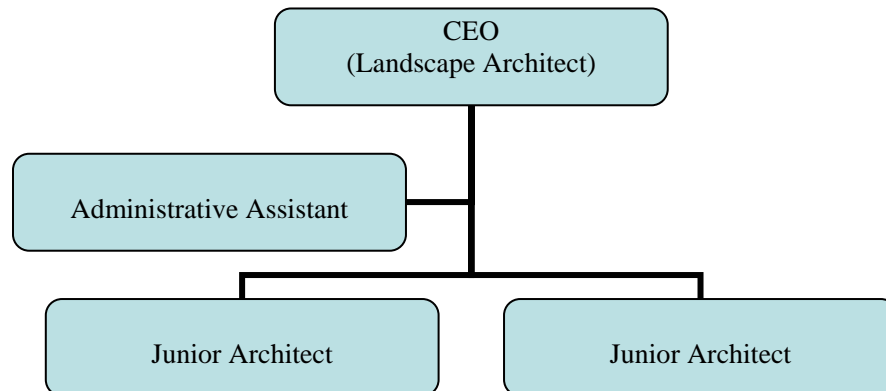 CEO
(Landscape Architect)
Administrative Assistant
Junior Architect
Junior Architect